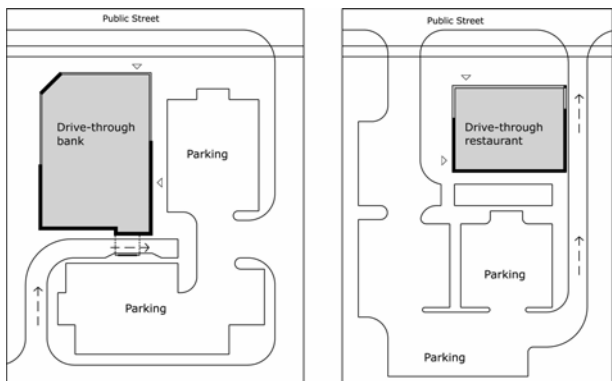 Public Street
Drive-through
bank
Parking
Parking
Public Street
Drive-through
restaurant
Parking
Parking